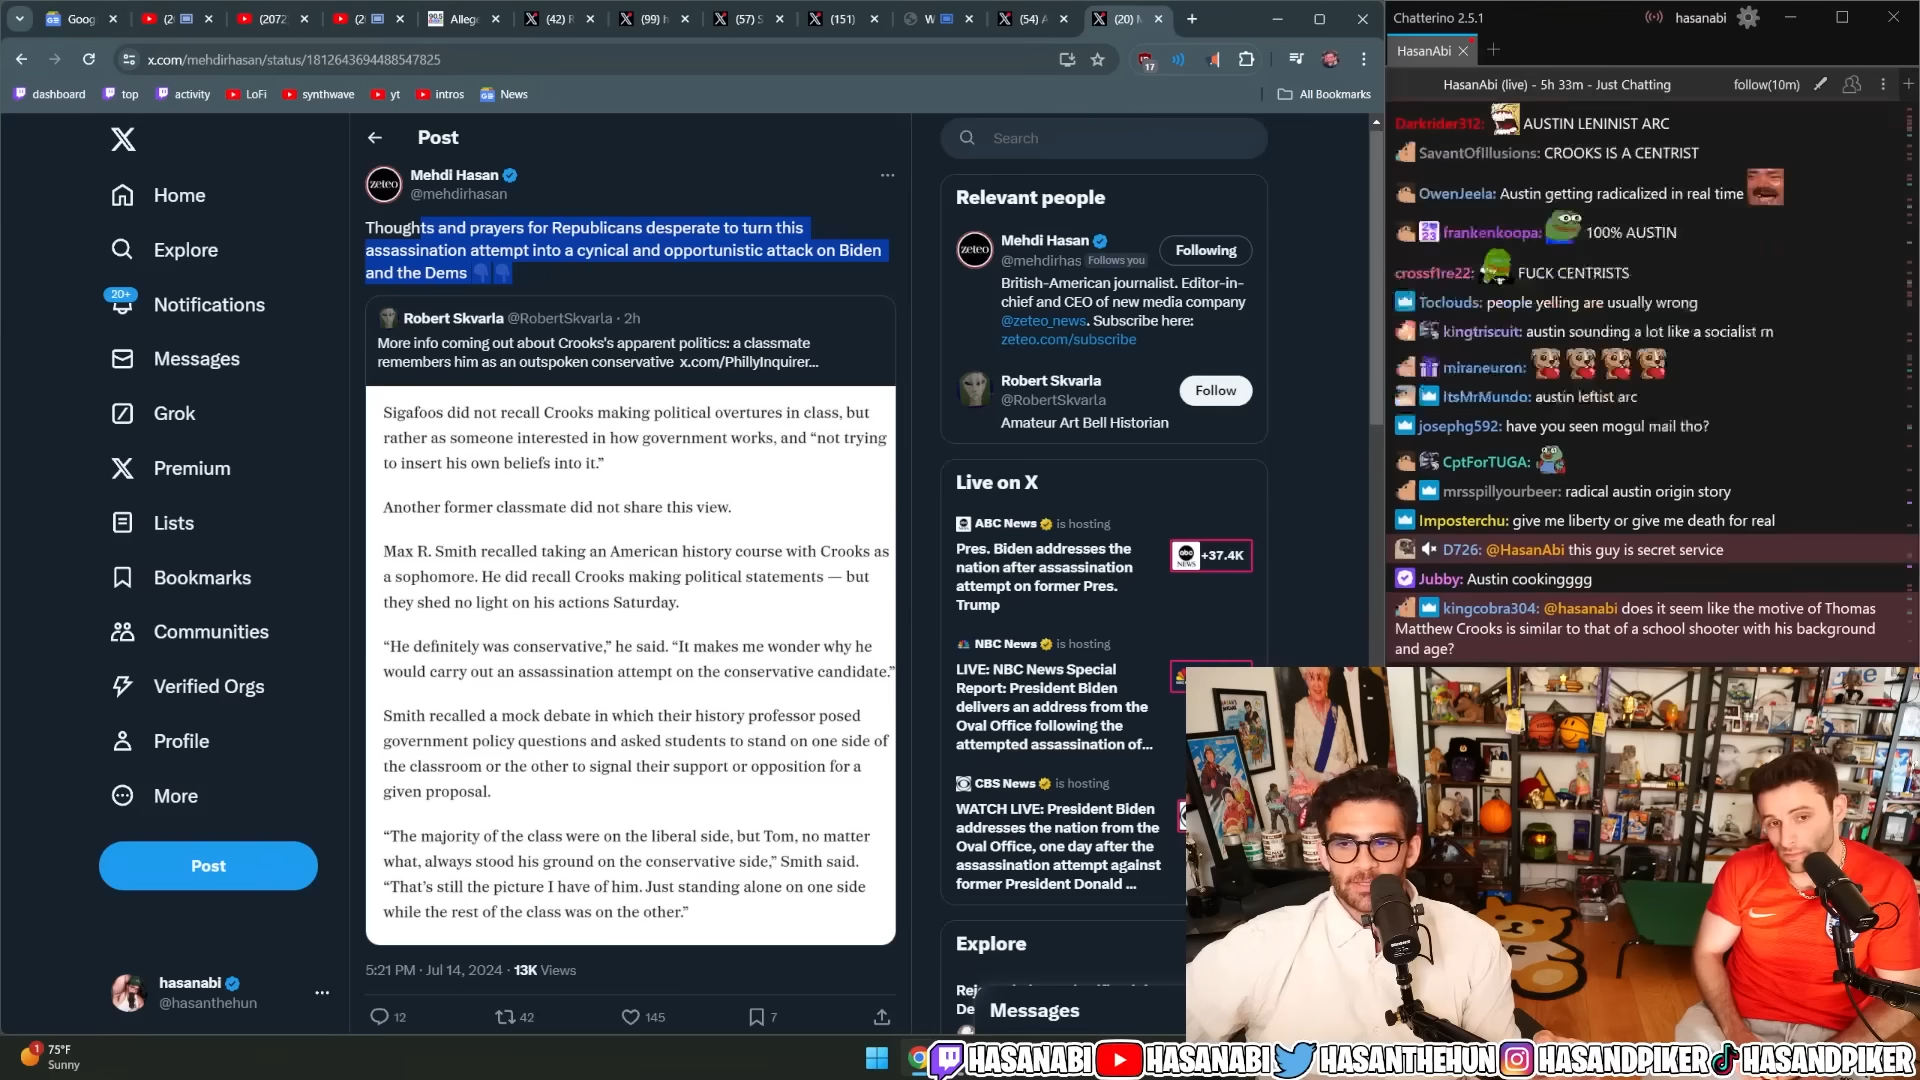 Goog
(2
(2072
(2
Allege
(42) F
(99) h
(57) S
(151)
W
(54) A
(20) M
x.com/mehdirhasan/status/1812643694488547825
17
dashboard
top
activity
LoFi
synthwave
yt
intros
News
All Bookmarks
Home
Explore
20+
Notifications
Messages
Grok
Premium
Lists
Bookmarks
Communities
Verified Orgs
Profile
More
Post
hasanabi
@hasanthehun
Post
zeteo
Mehdi Hasan
@mehdirhasan
Thoughts and prayers for Republicans desperate to turn this
assassination attempt into a cynical and opportunistic attack on Biden
and the Dems
Robert Skvarla @RobertSkvarla · 2h
More info coming out about Crooks's apparent politics: a classmate
remembers him as an outspoken conservative x.com/PhillyInquirer...
Sigafoos did not recall Crooks making political overtures in class, but
rather as someone interested in how government works, and “not trying
to insert his own beliefs into it.”
Another former classmate did not share this view.
Max R. Smith recalled taking an American history course with Crooks as
a sophomore. He did recall Crooks making political statements — but
they shed no light on his actions Saturday.
“He definitely was conservative,” he said. “It makes me wonder why he
would carry out an assassination attempt on the conservative candidate.”
Smith recalled a mock debate in which their history professor posed
government policy questions and asked students to stand on one side of
the classroom or the other to signal their support or opposition for a
given proposal.
“The majority of the class were on the liberal side, but Tom, no matter
what, always stood his ground on the conservative side,” Smith said.
“That’s still the picture I have of him. Just standing alone on one side
while the rest of the class was on the other.”
5:21 PM · Jul 14, 2024 · 13K Views
12
42
145
7
Search
Relevant people
zeteo
Mehdi Hasan
@mehdirhas Follows you
Following
British-American journalist. Editor-in-
chief and CEO of new media company
@zeteo_news. Subscribe here:
zeteo.com/subscribe
Robert Skvarla
@RobertSkvarla
Follow
Amateur Art Bell Historian
Live on X
ABC News is hosting
Pres. Biden addresses the
nation after assassination
attempt on former Pres.
Trump
abc NEWS +37.4K
NBC News is hosting
LIVE: NBC News Special
Report: President Biden
delivers an address from the
Oval Office following the
attempted assassination of...
CBS News is hosting
WATCH LIVE: President Biden
addresses the nation from the
Oval Office, one day after the
assassination attempt against
former President Donald ...
Explore
De
Messages
Chatterino 2.5.1
hasanabi
HasanAbi
HasanAbi (live) - 5h 33m - Just Chatting
follow(10m)
Darkrider312: AUSTIN LENINIST ARC
SavantOfIllusions: CROOKS IS A CENTRIST
OwenJeela: Austin getting radicalized in real time
20 23 frankenkoopa: 100% AUSTIN
crossf1re22: FUCK CENTRISTS
Toclouds: people yelling are usually wrong
kingtriscuit: austin sounding a lot like a socialist rn
miraneuron:
ItsMrMundo: austin leftist arc
josephg592: have you seen mogul mail tho?
CptForTUGA:
mrsspillyourbeer: radical austin origin story
Imposterchu: give me liberty or give me death for real
D726: @HasanAbi this guy is secret service
Jubby: Austin cookingggg
kingcobra304: @hasanabi does it seem like the motive of Thomas
Matthew Crooks is similar to that of a school shooter with his background
and age?
1
75°F
Sunny
HASANABI HASANABI HASANTHEHUN HASANDPIKER HASANDPIKER